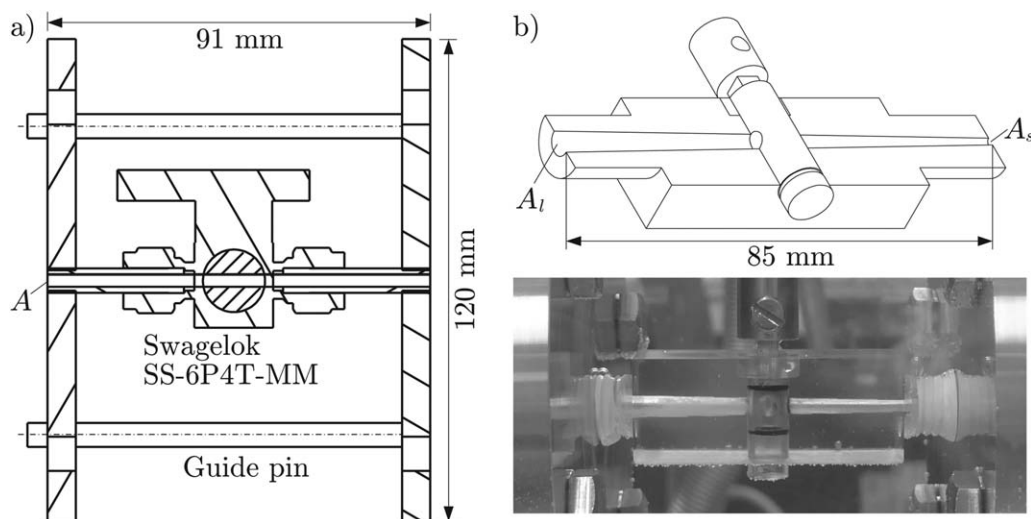 a)
91 mm
A
120 mm
Swagelok
SS-6P4T-MM
Guide pin
b)
A_l
A_s
85 mm